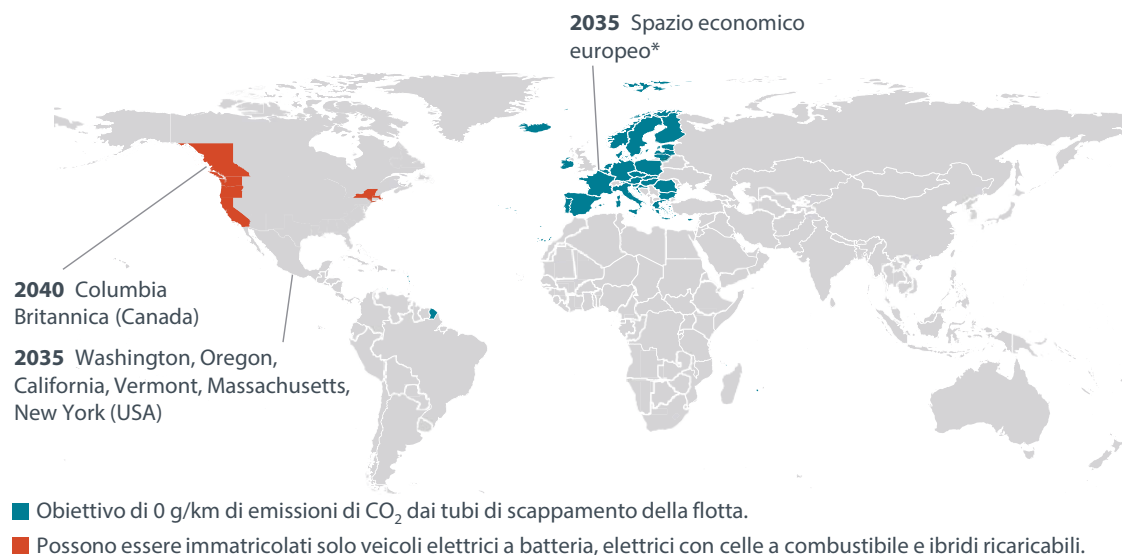 2035 Spazio economico
europeo*
2040 Columbia
Britannica (Canada)
2035 Washington, Oregon,
California, Vermont, Massachusetts,
New York (USA)
Obiettivo di 0 g/km di emissioni di CO₂ dai tubi di scappamento della flotta.
Possono essere immatricolati solo veicoli elettrici a batteria, elettrici con celle a combustibile e ibridi ricaricabili.